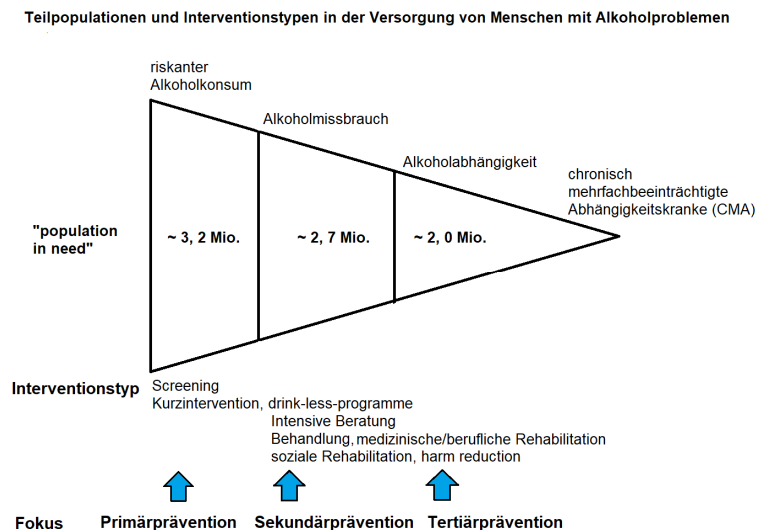 Teilpopulationen und Interventionstypen in der Versorgung von Menschen mit Alkoholproblemen
riskanter
Alkoholkonsum
Alkoholmissbrauch
Alkoholabhängigkeit
chronisch
mehrfachbeeinträchtigte
Abhängigkeitskranke (CMA)
"population
in need"
~ 3, 2 Mio.
~ 2, 7 Mio.
~ 2, 0 Mio.
Interventionstyp
Screening
Kurzintervention, drink-less-programme
Intensive Beratung
Behandlung, medizinische/berufliche Rehabilitation
soziale Rehabilitation, harm reduction
Fokus
Primärprävention
Sekundärprävention
Tertiärprävention